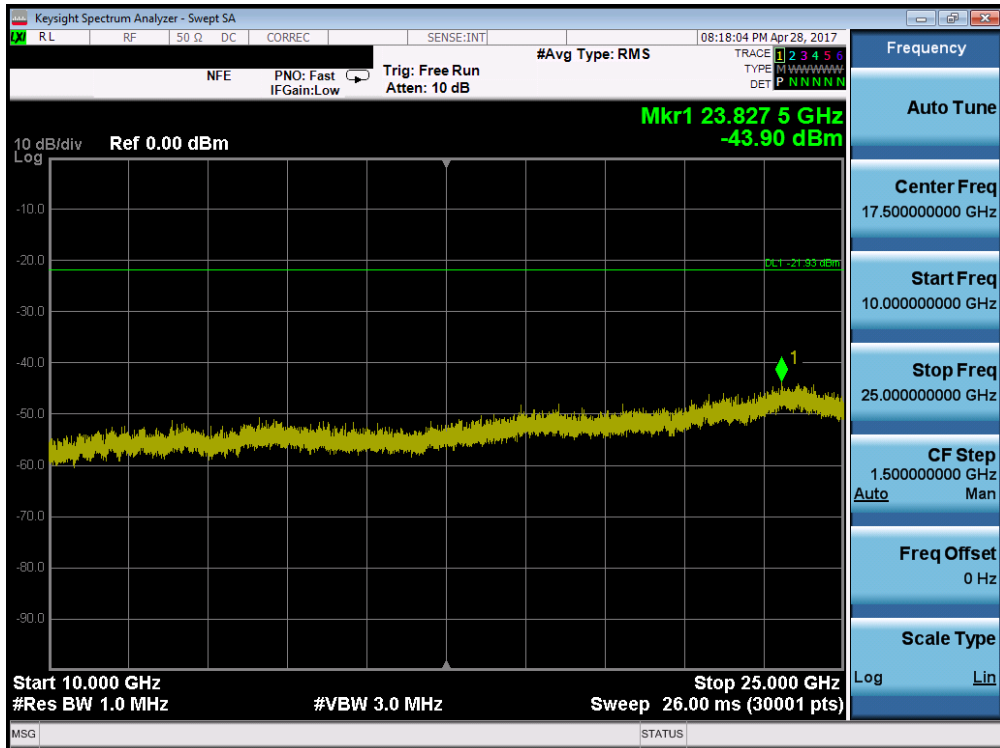 Keysight Spectrum Analyzer - Swept SA
LXI RL RF 50 Ω DC CORREC SENSE:INT 08:18:04 PM Apr 28, 2017
#Avg Type: RMS
TRACE 1 2 3 4 5 6
NFE PNO: Fast Trig: Free Run TYPE M W W W W W
IFGain:Low Atten: 10 dB DET P N N N N N
Mkr1 23.827 5 GHz
-43.90 dBm
10 dB/div Ref 0.00 dBm
Log
-10.0
-20.0
DL1 -21.93 dBm
-30.0
-40.0
1
-50.0
-60.0
-70.0
-80.0
-90.0
Start 10.000 GHz Stop 25.000 GHz
#Res BW 1.0 MHz #VBW 3.0 MHz Sweep 26.00 ms (30001 pts)
MSG STATUS
Frequency
Auto Tune
Center Freq
17.500000000 GHz
Start Freq
10.000000000 GHz
Stop Freq
25.000000000 GHz
CF Step
1.500000000 GHz
Auto Man
Freq Offset
0 Hz
Scale Type
Log Lin